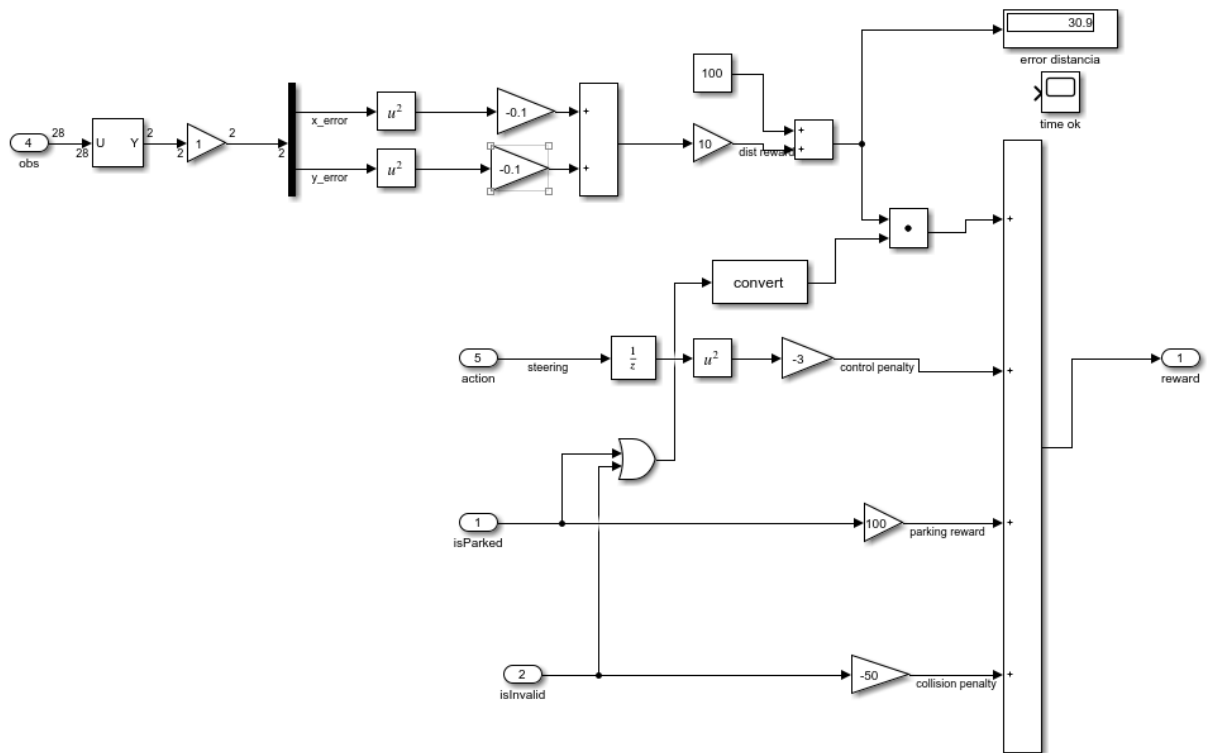 30.9
error distancia
100
time ok
28
4
obs
28
U Y
2
2
1
2
2
x_error
u²
-0.1
+
y_error
u²
-0.1
+
10
dist reward
+
+
+
convert
5
action
steering
1
z
u²
-3
control penalty
+
1
reward
1
isParked
100
parking reward
+
2
isInvalid
-50
collision penalty
+